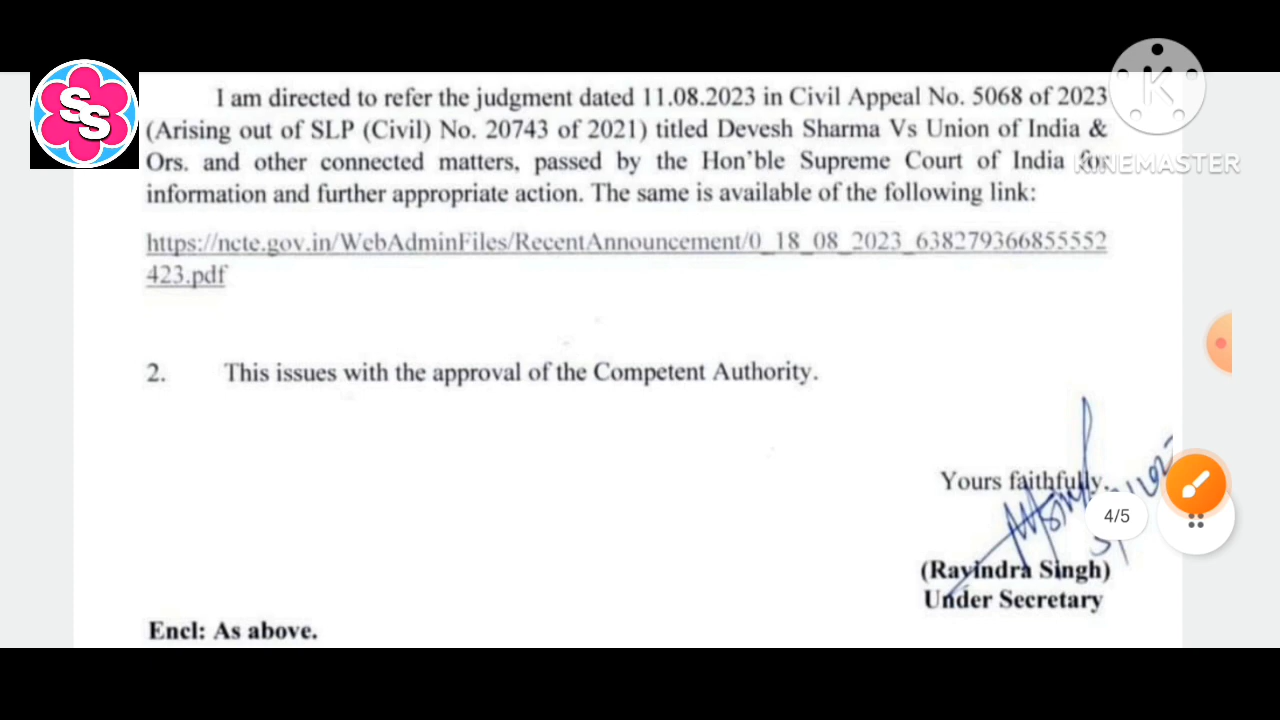 SS
KINEMASTER
I am directed to refer the judgment dated 11.08.2023 in Civil Appeal No. 5068 of 2023
(Arising out of SLP (Civil) No. 20743 of 2021) titled Devesh Sharma Vs Union of India &
Ors. and other connected matters, passed by the Hon'ble Supreme Court of India for
information and further appropriate action. The same is available of the following link:
https://ncte.gov.in/WebAdminFiles/RecentAnnouncement/0_18_08_2023_638279366855552
423.pdf
2. This issues with the approval of the Competent Authority.
Yours faithfully,
4/5
(Ravindra Singh)
Under Secretary
Encl: As above.